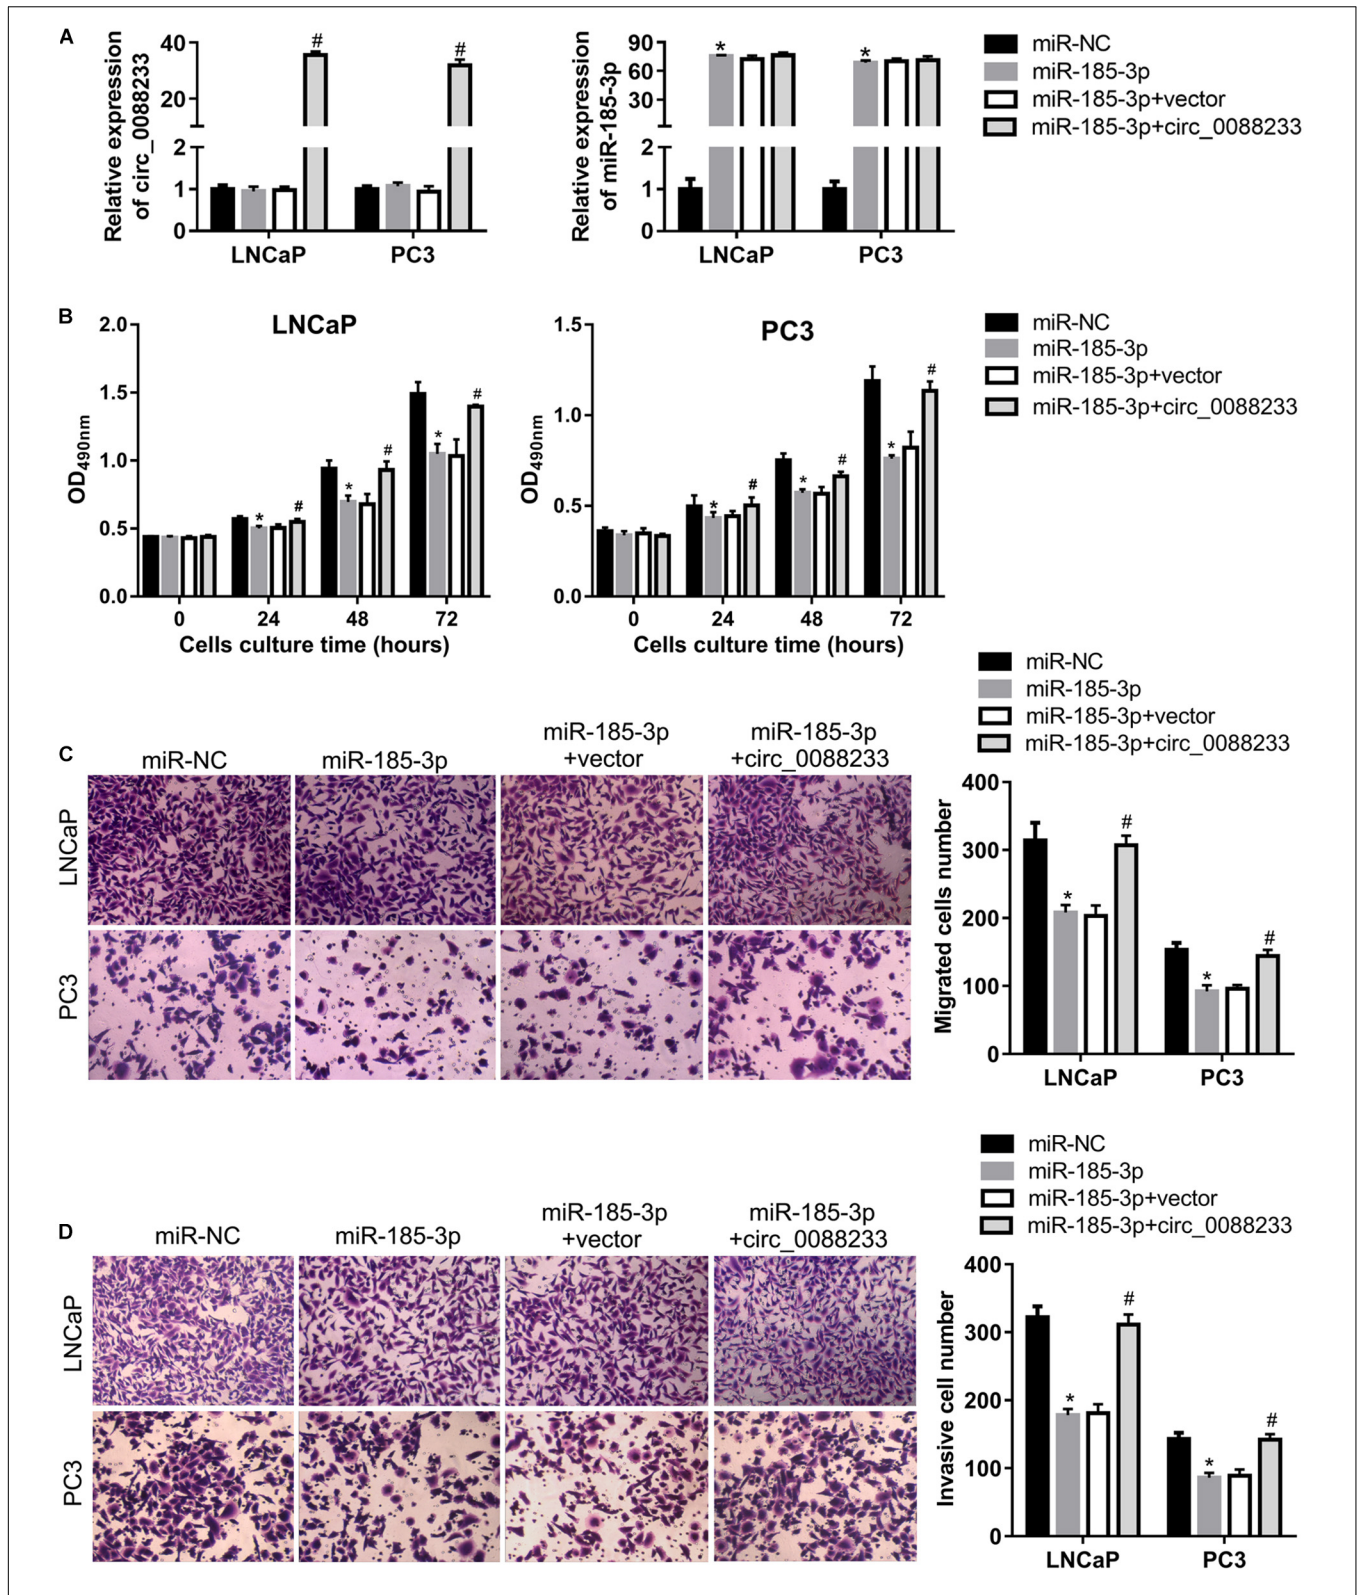 A
Relative expression
of circ_0088233
40
20
2
1
0
#
#
LNCaP
PC3
Relative expression
of miR-185-3p
90
60
30
2
1
0
*
*
LNCaP
PC3
miR-NC
miR-185-3p
miR-185-3p+vector
miR-185-3p+circ_0088233
B
LNCaP
OD490nm
2.0
1.5
1.0
0.5
0.0
*
#
*
#
*
#
0
24
48
72
Cells culture time (hours)
PC3
OD490nm
1.5
1.0
0.5
0.0
*
#
*
#
*
#
0
24
48
72
Cells culture time (hours)
miR-NC
miR-185-3p
miR-185-3p+vector
miR-185-3p+circ_0088233
C
miR-NC
miR-185-3p
miR-185-3p
+vector
miR-185-3p
+circ_0088233
LNCaP
PC3
miR-NC
miR-185-3p
miR-185-3p+vector
miR-185-3p+circ_0088233
Migrated cells number
400
300
200
100
0
*
#
*
#
LNCaP
PC3
D
miR-NC
miR-185-3p
miR-185-3p
+vector
miR-185-3p
+circ_0088233
LNCaP
PC3
miR-NC
miR-185-3p
miR-185-3p+vector
miR-185-3p+circ_0088233
Invasive cell number
400
300
200
100
0
*
#
*
#
LNCaP
PC3